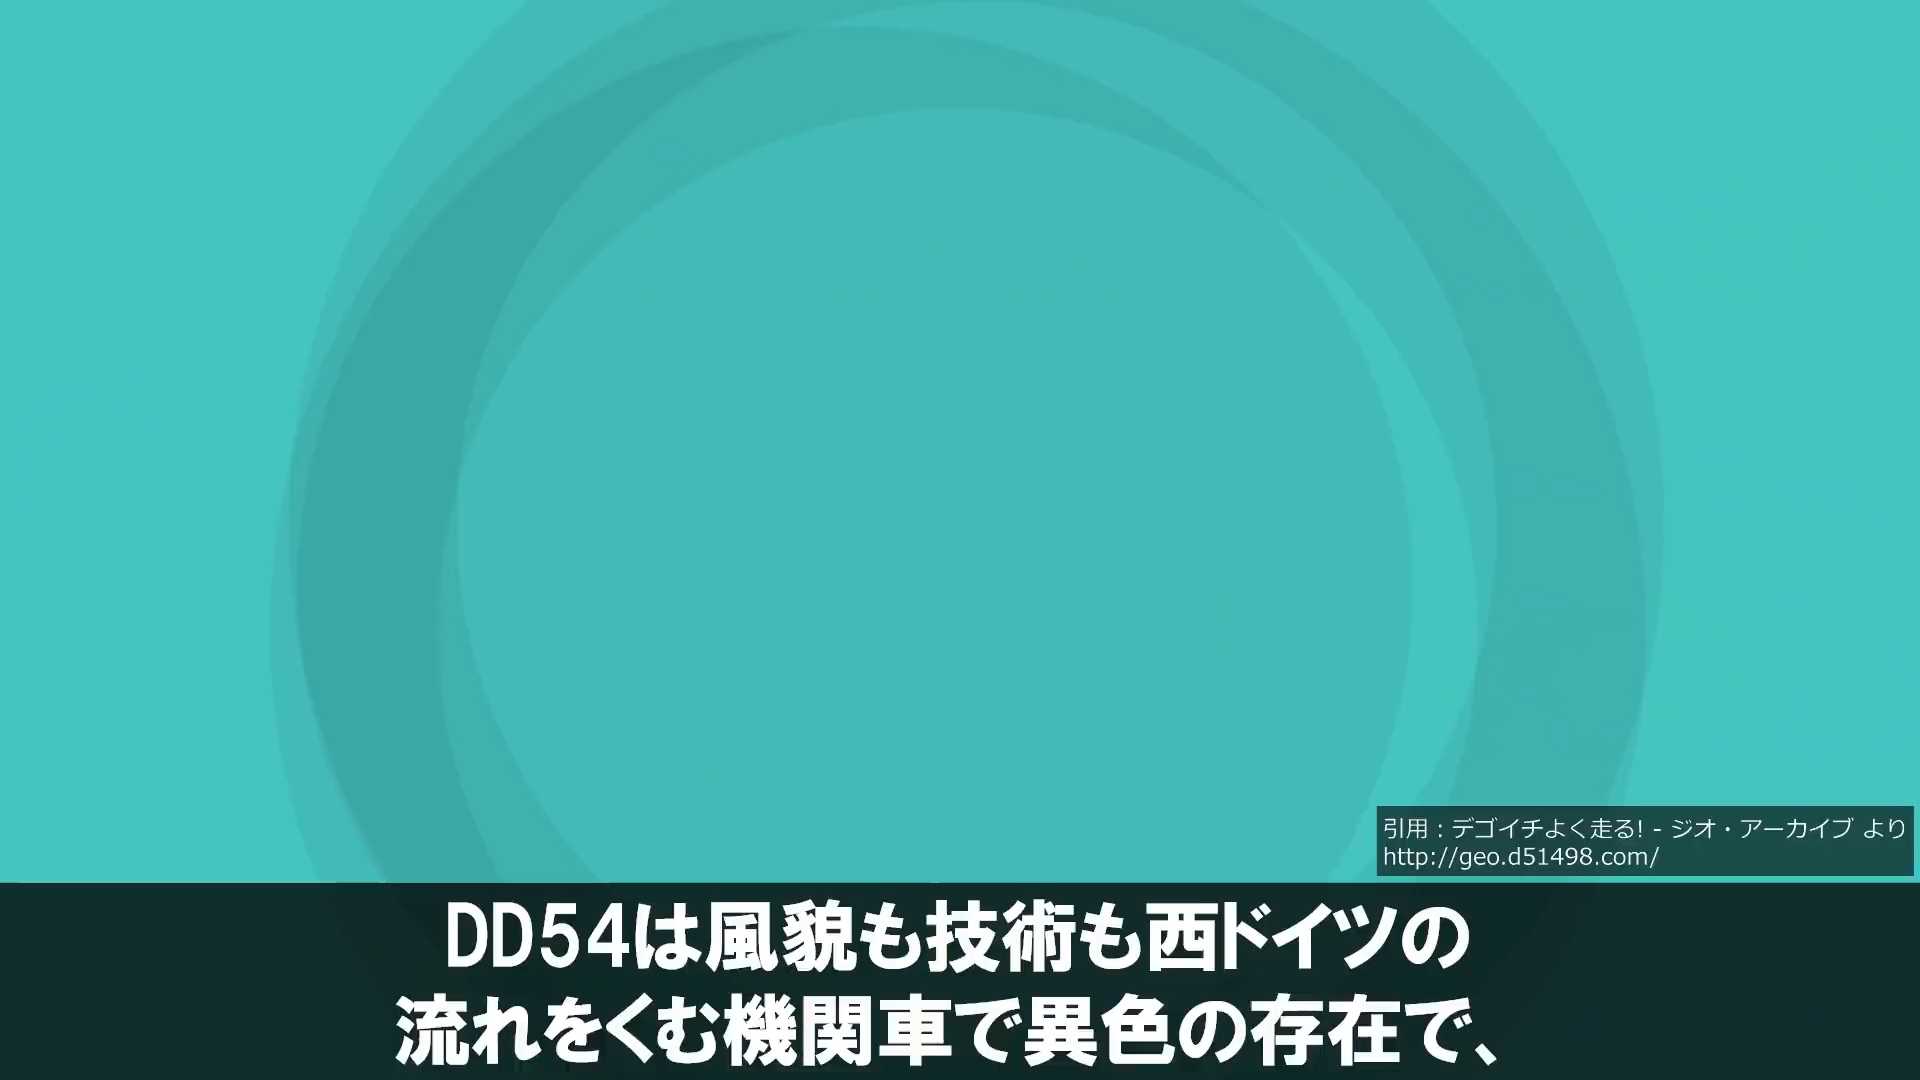 引用：デゴイチよく走る! - ジオ・アーカイブ より
http://geo.d51498.com/
DD54は風貌も技術も西ドイツの
流れをくむ機関車で異色の存在で、